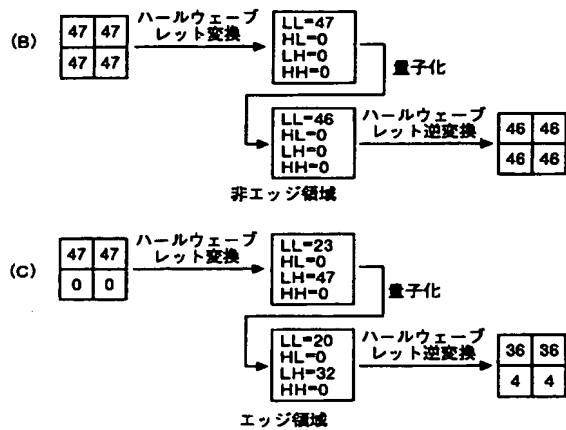 (B)
47 47
47 47
ハールウェーブ
レット変換
LL=47
HL=0
LH=0
HH=0
量子化
LL=46
HL=0
LH=0
HH=0
ハールウェーブ
レット逆変換
46 46
46 46
非エッジ領域
(C)
47 47
0 0
ハールウェーブ
レット変換
LL=23
HL=0
LH=47
HH=0
量子化
LL=20
HL=0
LH=32
HH=0
ハールウェーブ
レット逆変換
36 36
4 4
エッジ領域